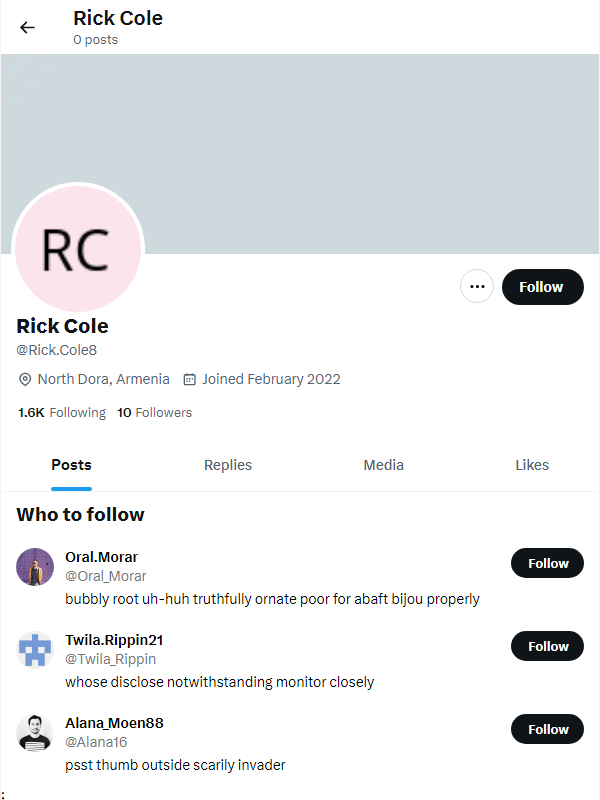 Rick Cole
0 posts
RC
Follow
Rick Cole
@Rick.Cole8
North Dora, Armenia Joined February 2022
1.6K Following 10 Followers
Posts Replies Media Likes
Who to follow
Oral.Morar
@Oral_Morar
Follow
bubbly root uh-huh truthfully ornate poor for abaft bijou properly
Twila.Rippin21
@Twila_Rippin
Follow
whose disclose notwithstanding monitor closely
Alana_Moen88
@Alana16
Follow
psst thumb outside scarily invader
;